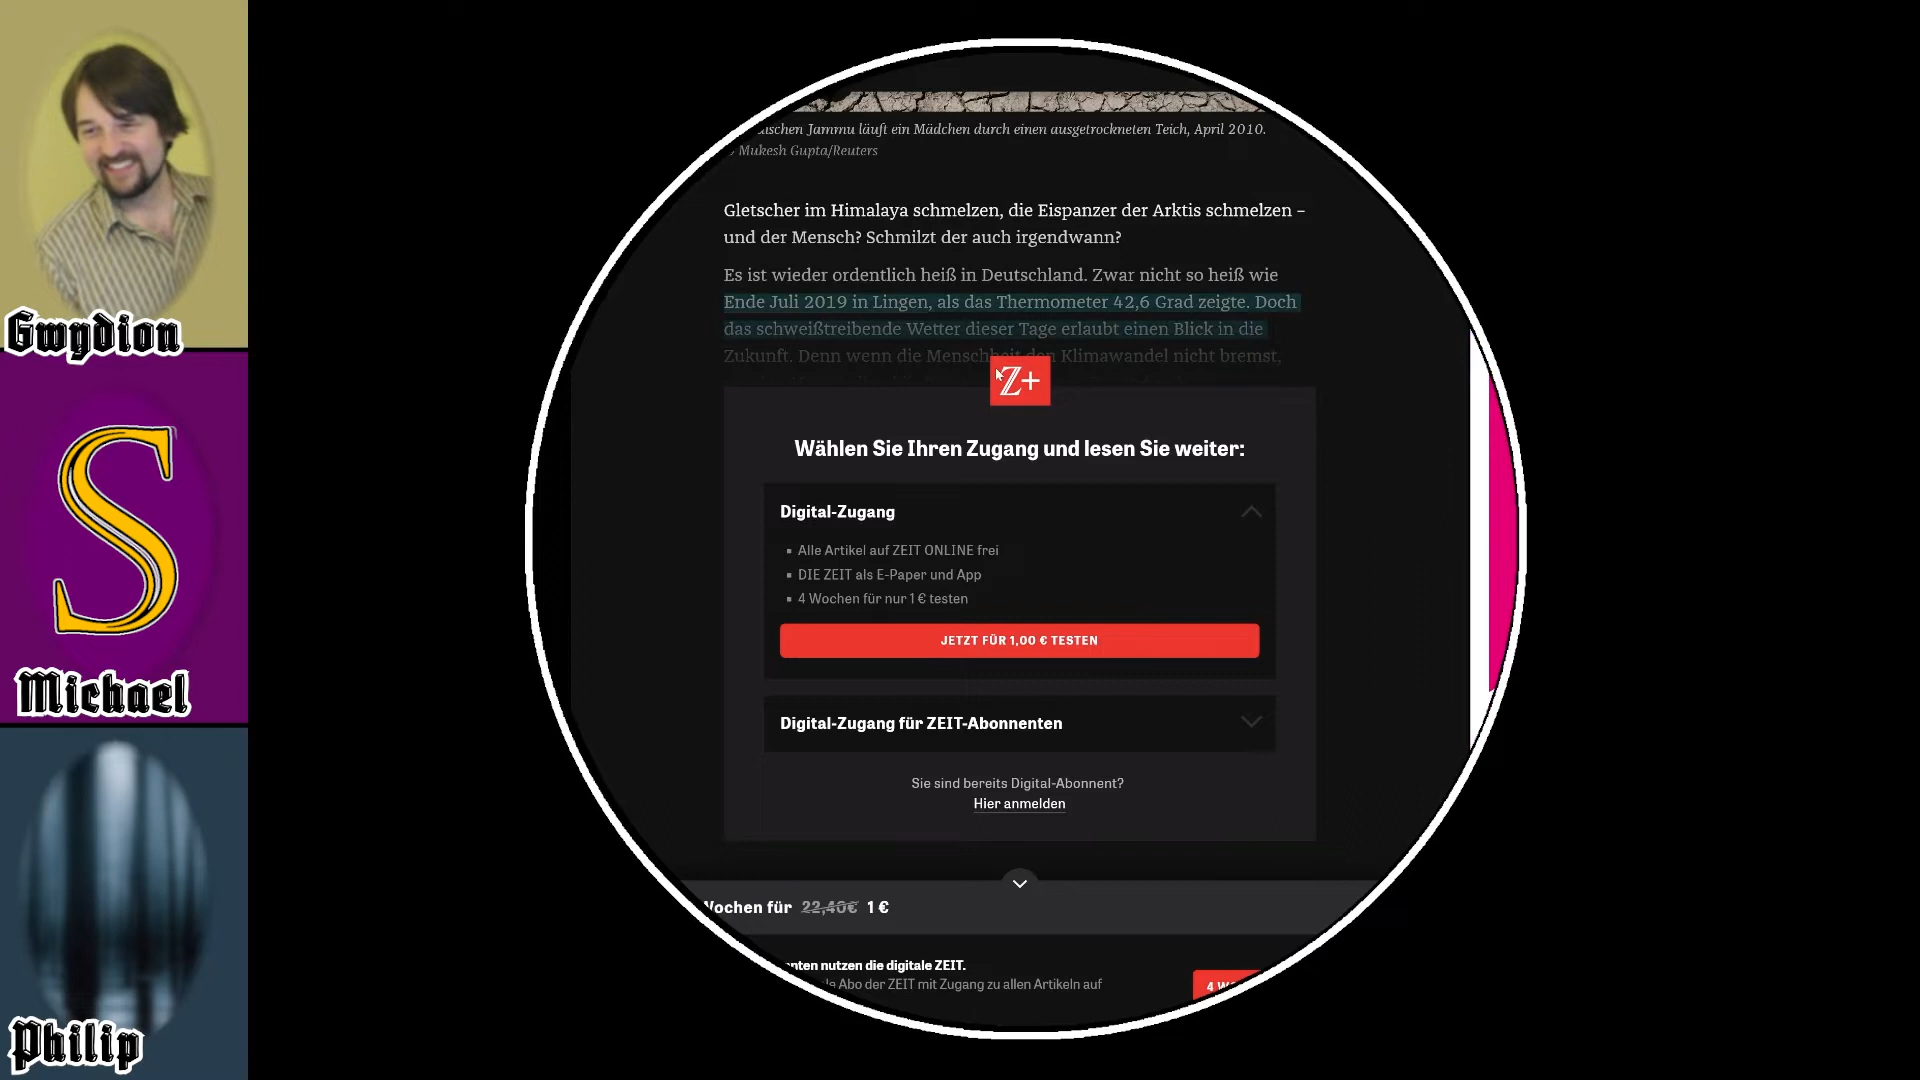 Gwydion
S
Michael
Philip
Jammu läuft ein Mädchen durch einen ausgetrockneten Teich, April 2010.
Mukesh Gupta/Reuters
Gletscher im Himalaya schmelzen, die Eispanzer der Arktis schmelzen –
und der Mensch? Schmilzt der auch irgendwann?
Es ist wieder ordentlich heiß in Deutschland. Zwar nicht so heiß wie
Ende Juli 2019 in Lingen, als das Thermometer 42,6 Grad zeigte. Doch
das schweißtreibende Wetter dieser Tage erlaubt einen Blick in die
Zukunft. Denn wenn die Menschheit den Klimawandel nicht bremst,
Z+
Wählen Sie Ihren Zugang und lesen Sie weiter:
Digital-Zugang
▪ Alle Artikel auf ZEIT ONLINE frei
▪ DIE ZEIT als E-Paper und App
▪ 4 Wochen für nur 1 € testen
JETZT FÜR 1,00 € TESTEN
Digital-Zugang für ZEIT-Abonnenten
Sie sind bereits Digital-Abonnent?
Hier anmelden
Wochen für 22,40€ 1 €
nutzen die digitale ZEIT.
Abo der ZEIT mit Zugang zu allen Artikeln auf
4